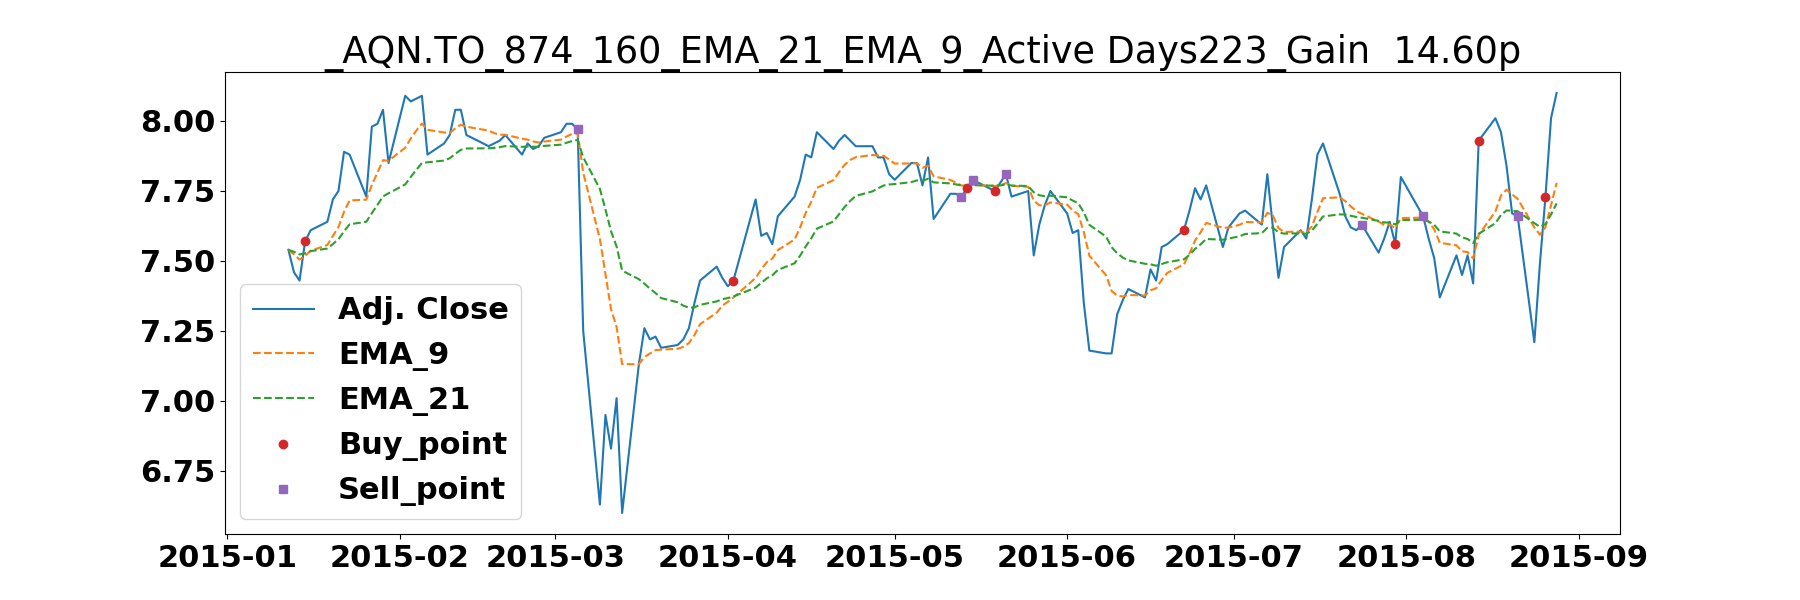 _AQN.TO_874_160_EMA_21_EMA_9_Active Days223_Gain  14.60p
8.00
7.75
7.50
7.25
7.00
6.75
Adj. Close
EMA_9
EMA_21
Buy_point
Sell_point
2015-01 2015-02 2015-03 2015-04 2015-05 2015-06 2015-07 2015-08 2015-09